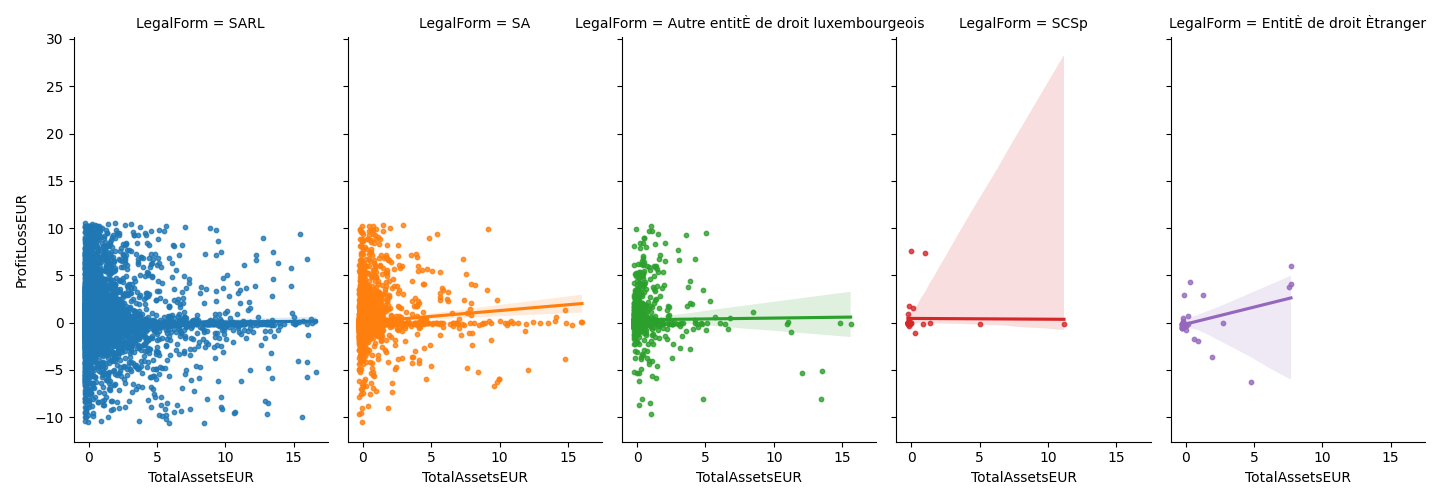 LegalForm = SARL
LegalForm = SA
LegalForm = Autre entitÈ de droit luxembourgeois
LegalForm = SCSp
LegalForm = EntitÈ de droit Ètranger
30
25
20
15
10
5
0
−5
−10
ProfitLossEUR
0 5 10 15
0 5 10 15
0 5 10 15
0 5 10 15
0 5 10 15
TotalAssetsEUR
TotalAssetsEUR
TotalAssetsEUR
TotalAssetsEUR
TotalAssetsEUR